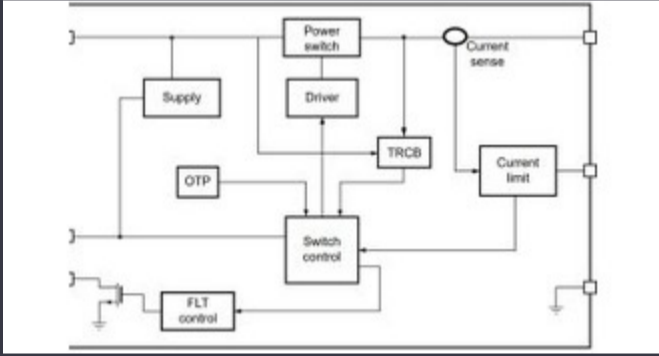 Power
switch
Current
sense
Supply
Driver
TRCB
Current
limit
OTP
Switch
control
FLT
control